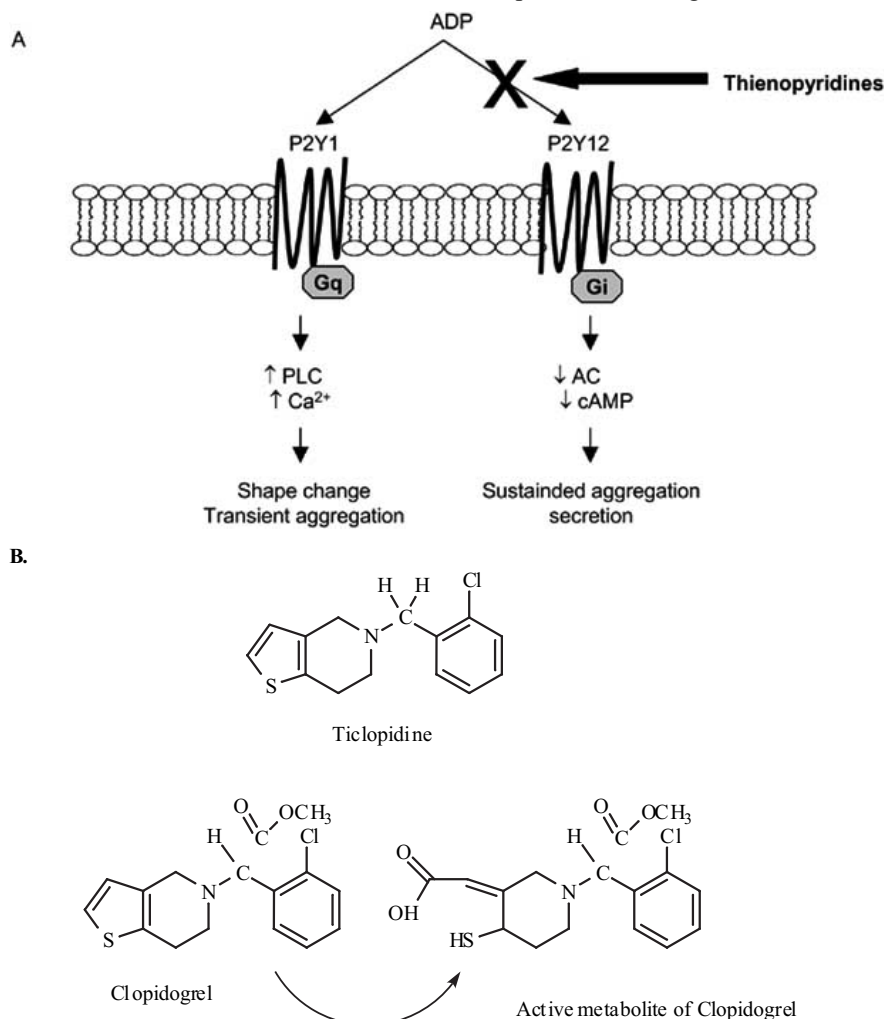 A
ADP
Thienopyridines
P2Y1 P2Y12
Gq Gi
↑ PLC ↓ AC
↑ Ca²⁺ ↓ cAMP
Shape change Sustainded aggregation
Transient aggregation secretion
B.
H H Cl
N C
S
Ticlopidine
O OCH₃ O OCH₃
C C
H Cl H Cl
O
N C N C
OH
S HS
Clopidogrel
Active metabolite of Clopidogrel